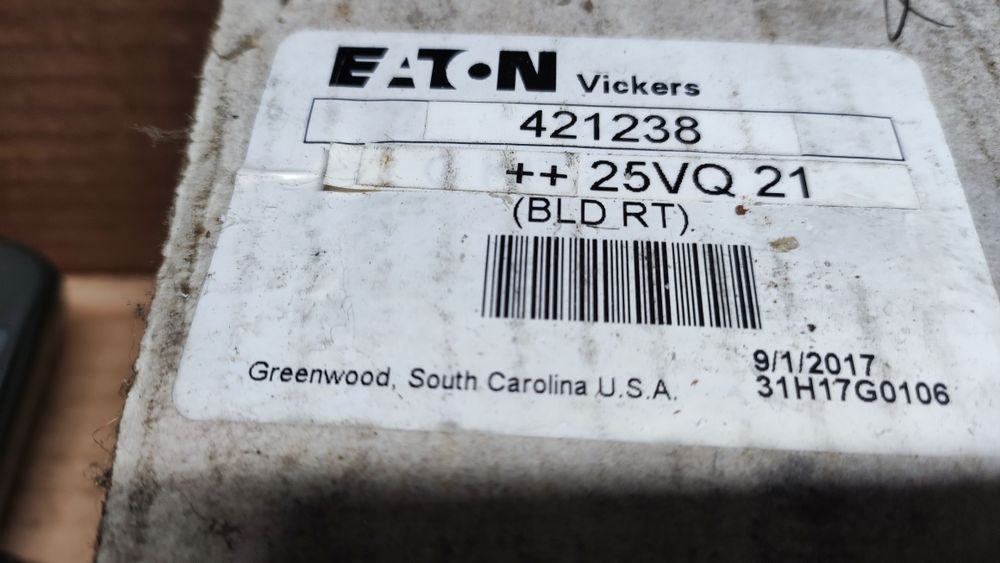 EATON Vickers
421238
++ 25VQ 21
(BLD RT)
9/1/2017
Greenwood, South Carolina U.S.A.
31H17G0106